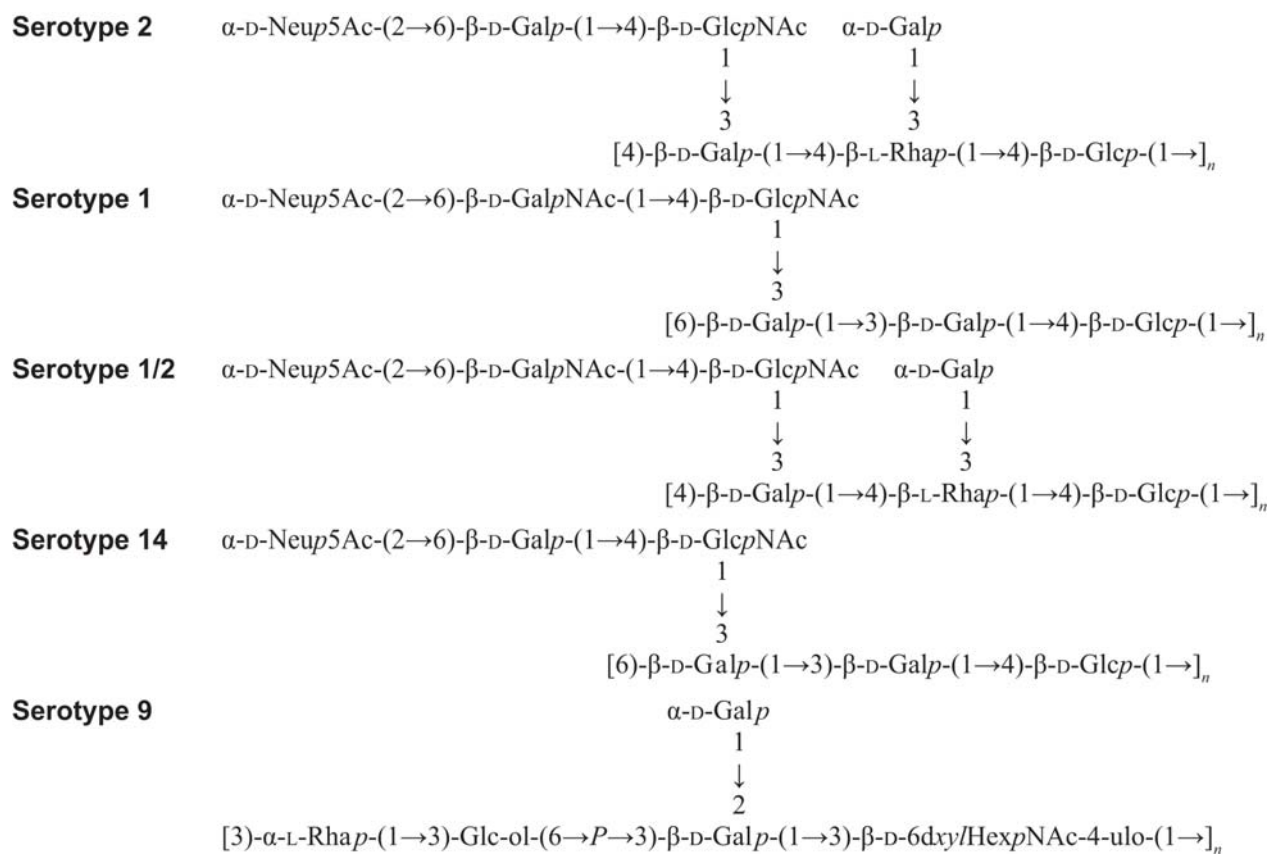 Serotype 2 α-D-Neup5Ac-(2→6)-β-D-Galp-(1→4)-β-D-GlcpNAc α-D-Galp
1 1
↓ ↓
3 3
[4)-β-D-Galp-(1→4)-β-L-Rhap-(1→4)-β-D-Glcp-(1→]n
Serotype 1 α-D-Neup5Ac-(2→6)-β-D-GalpNAc-(1→4)-β-D-GlcpNAc
1
↓
3
[6)-β-D-Galp-(1→3)-β-D-Galp-(1→4)-β-D-Glcp-(1→]n
Serotype 1/2 α-D-Neup5Ac-(2→6)-β-D-GalpNAc-(1→4)-β-D-GlcpNAc α-D-Galp
1 1
↓ ↓
3 3
[4)-β-D-Galp-(1→4)-β-L-Rhap-(1→4)-β-D-Glcp-(1→]n
Serotype 14 α-D-Neup5Ac-(2→6)-β-D-Galp-(1→4)-β-D-GlcpNAc
1
↓
3
[6)-β-D-Galp-(1→3)-β-D-Galp-(1→4)-β-D-Glcp-(1→]n
Serotype 9 α-D-Galp
1
↓
2
[3)-α-L-Rhap-(1→3)-Glc-ol-(6→P→3)-β-D-Galp-(1→3)-β-D-6dxylHexpNAc-4-ulo-(1→]n